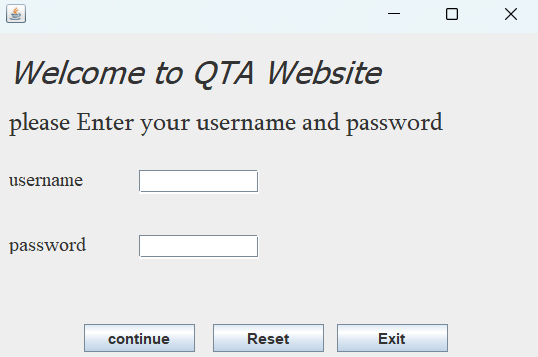 Welcome to QTA Website
please Enter your username and password
username
password
continue Reset Exit